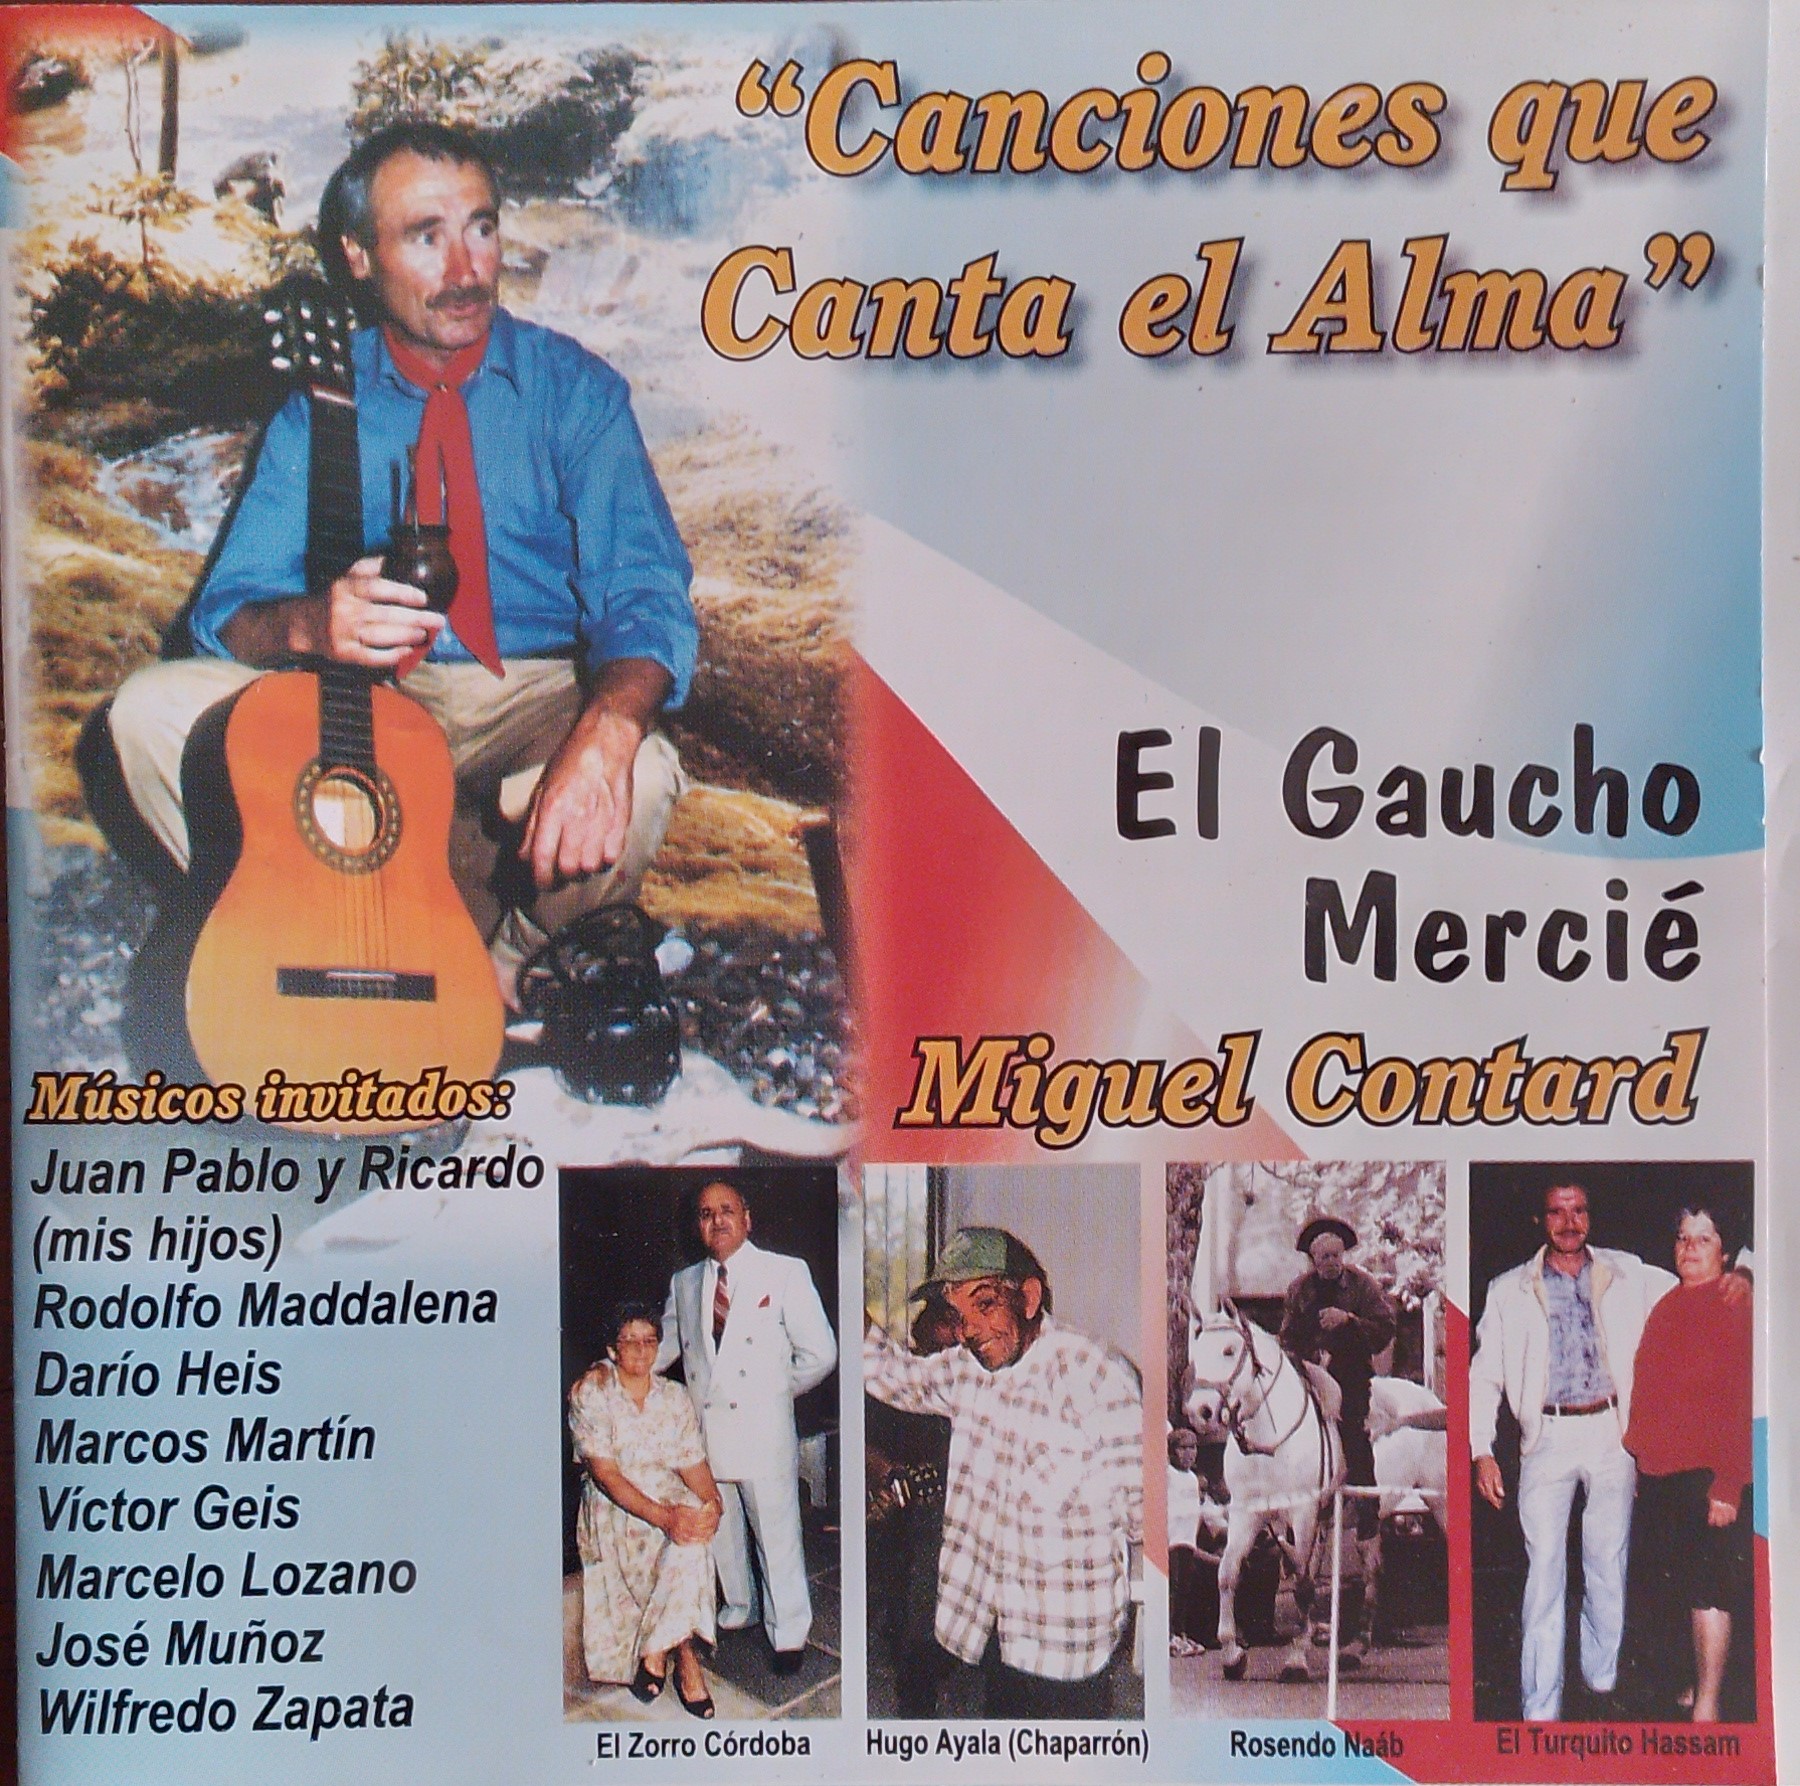 “Canciones que
Canta el Alma”
El Gaucho
Mercié
Miguel Contard
Músicos invitados:
Juan Pablo y Ricardo
(mis hijos)
Rodolfo Maddalena
Darío Heis
Marcos Martín
Víctor Geis
Marcelo Lozano
José Muñoz
Wilfredo Zapata
El Zorro Córdoba
Hugo Ayala (Chaparrón)
Rosendo Naáb
El Turquito Hassam